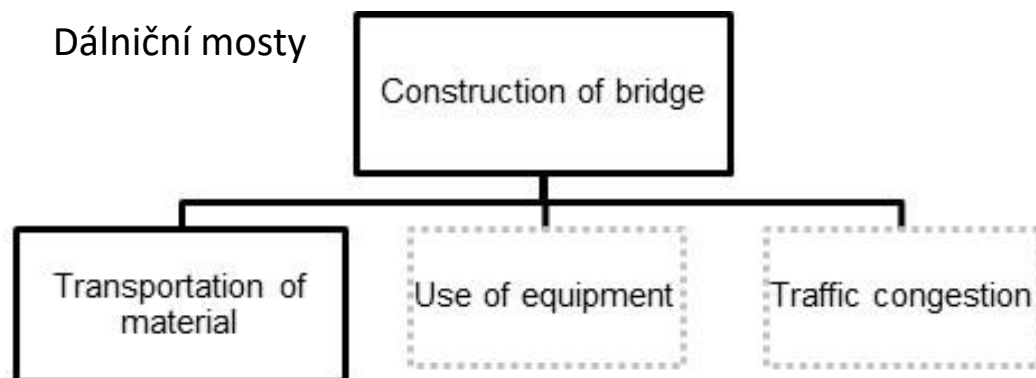 Dálniční mosty
Construction of bridge
Transportation of
material
Use of equipment
Traffic congestion